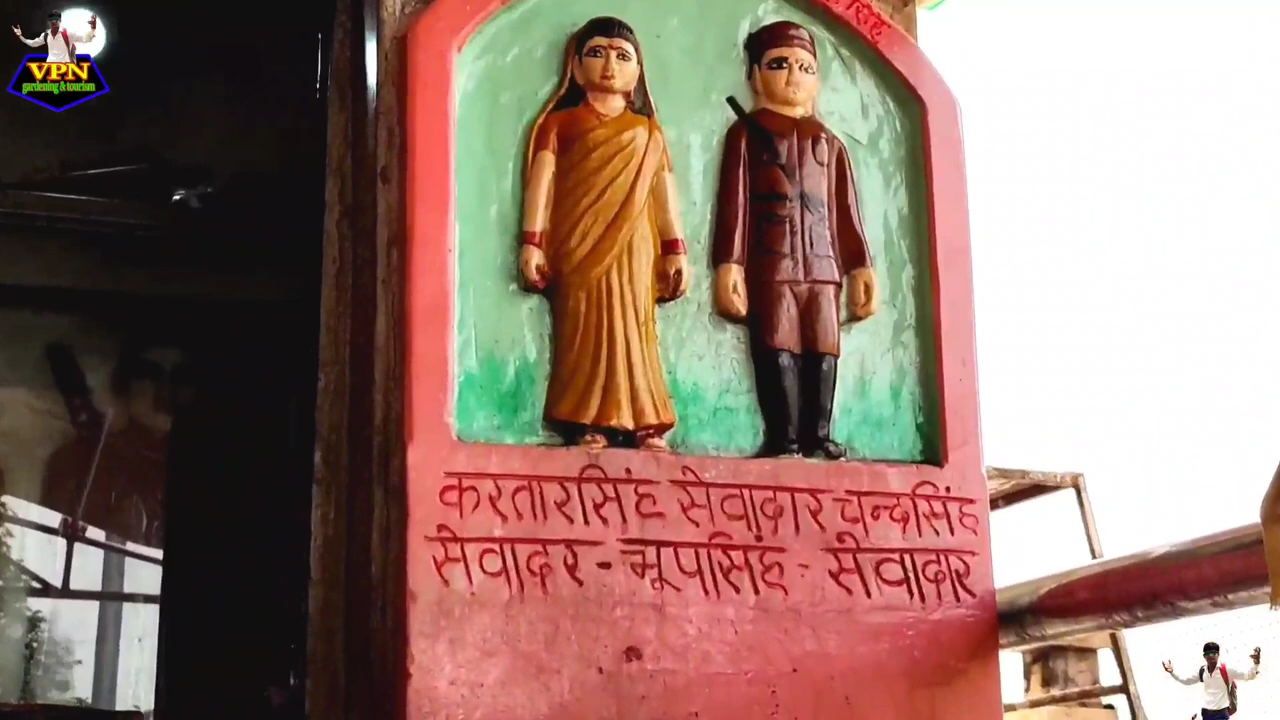 VPN
gardening & tourism
सिंह
करतारसिंह सेवादार चन्दसिंह
सेवादर - भूपसिंह - सेवादार